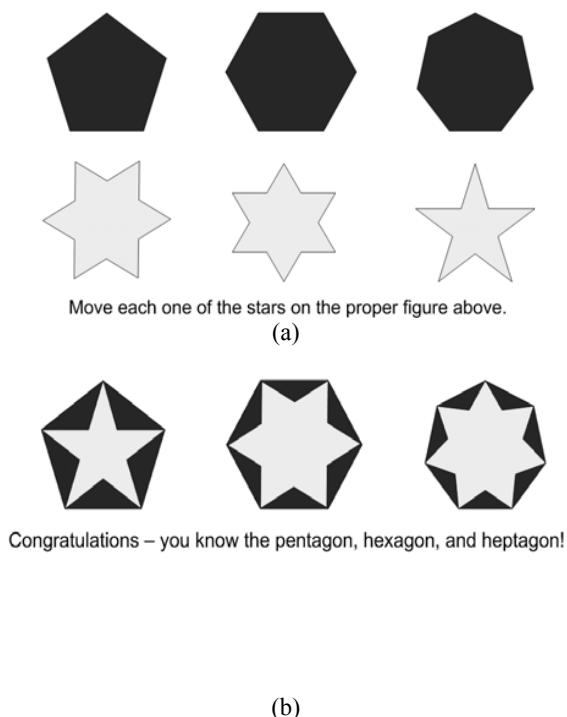 Move each one of the stars on the proper figure above.
(a)
Congratulations – you know the pentagon, hexagon, and heptagon!
(b)